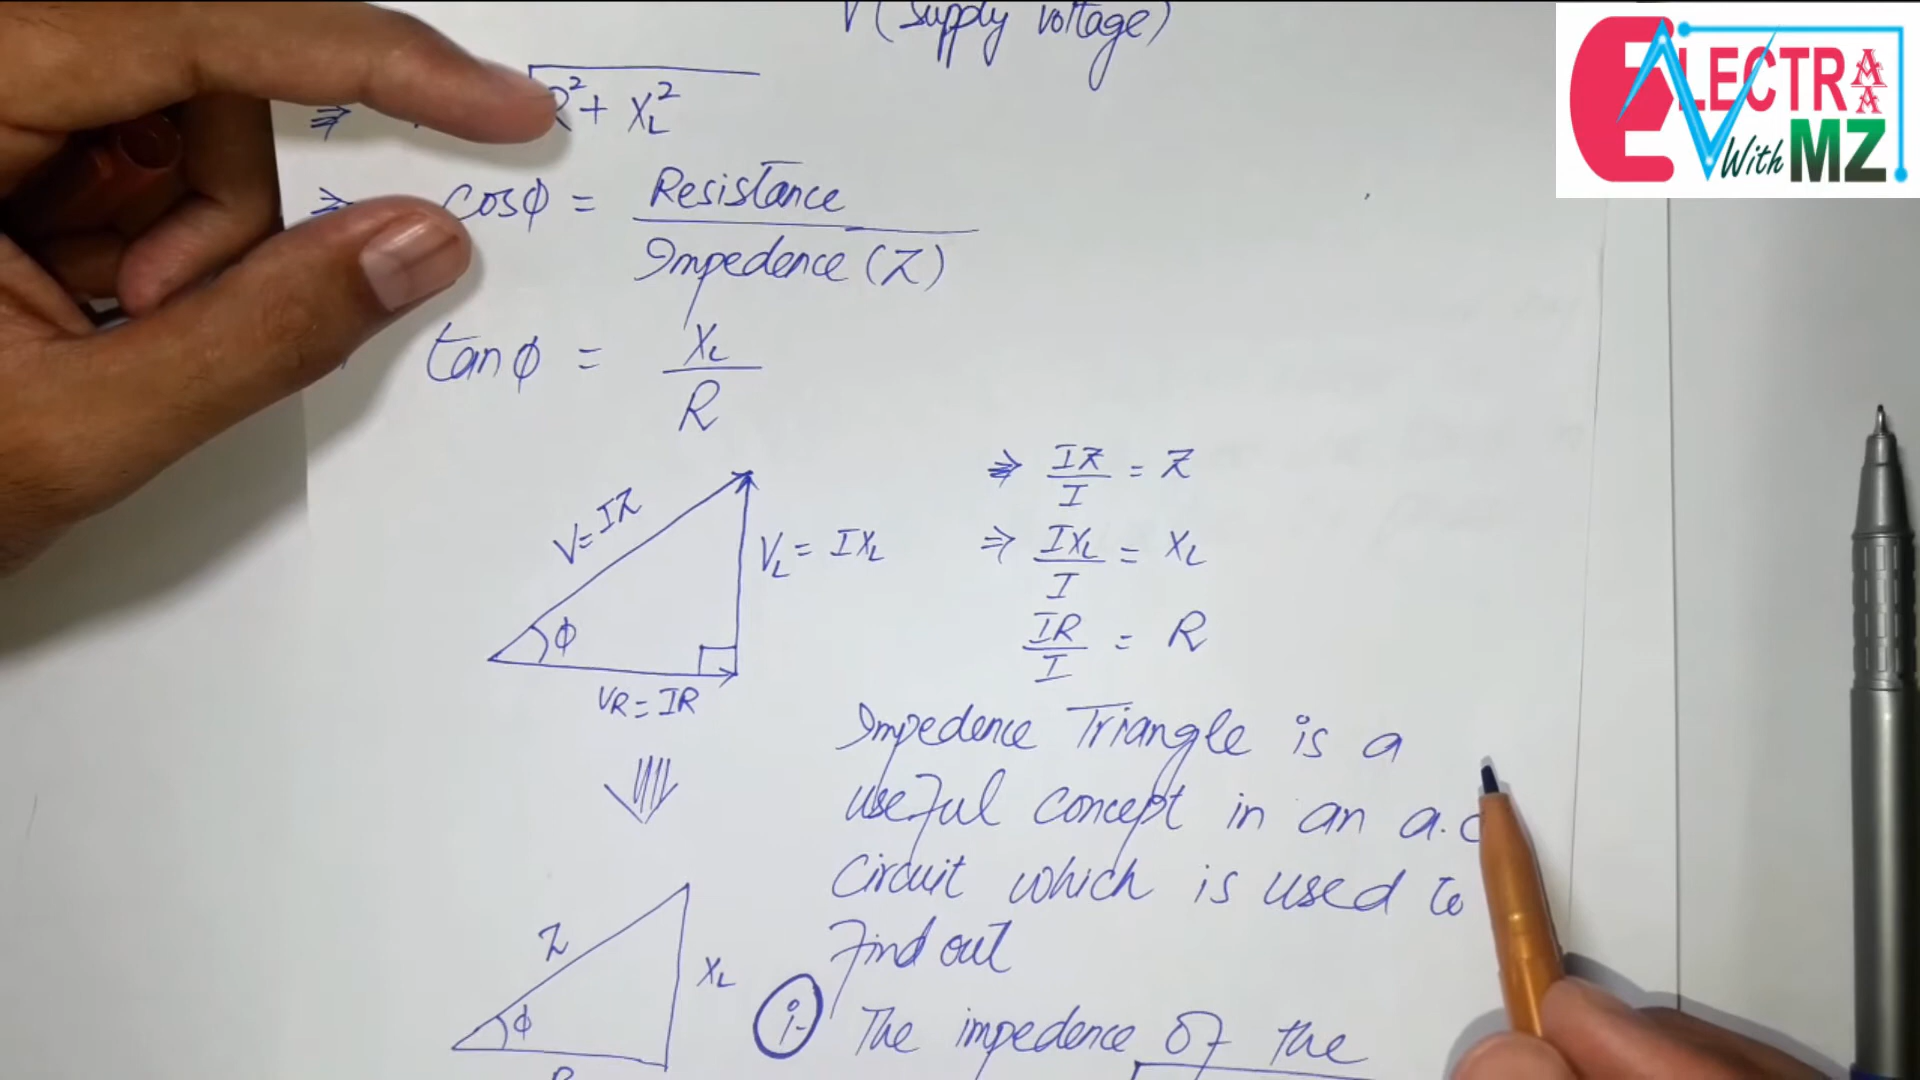 V (Supply voltage)
⇒ R² + X_L²
⇒ cosφ = Resistance / Impedence (Z)
tanφ = X_L / R
V = IZ
V_L = IX_L
φ
V_R = IR
⇒ IZ / I = Z
⇒ IX_L / I = X_L
IR / I = R
Impedence Triangle is a
useful concept in an a.c
Circuit which is used to
Find out
i- The impedence of the
Z
X_L
φ
ELECTRA
With MZ